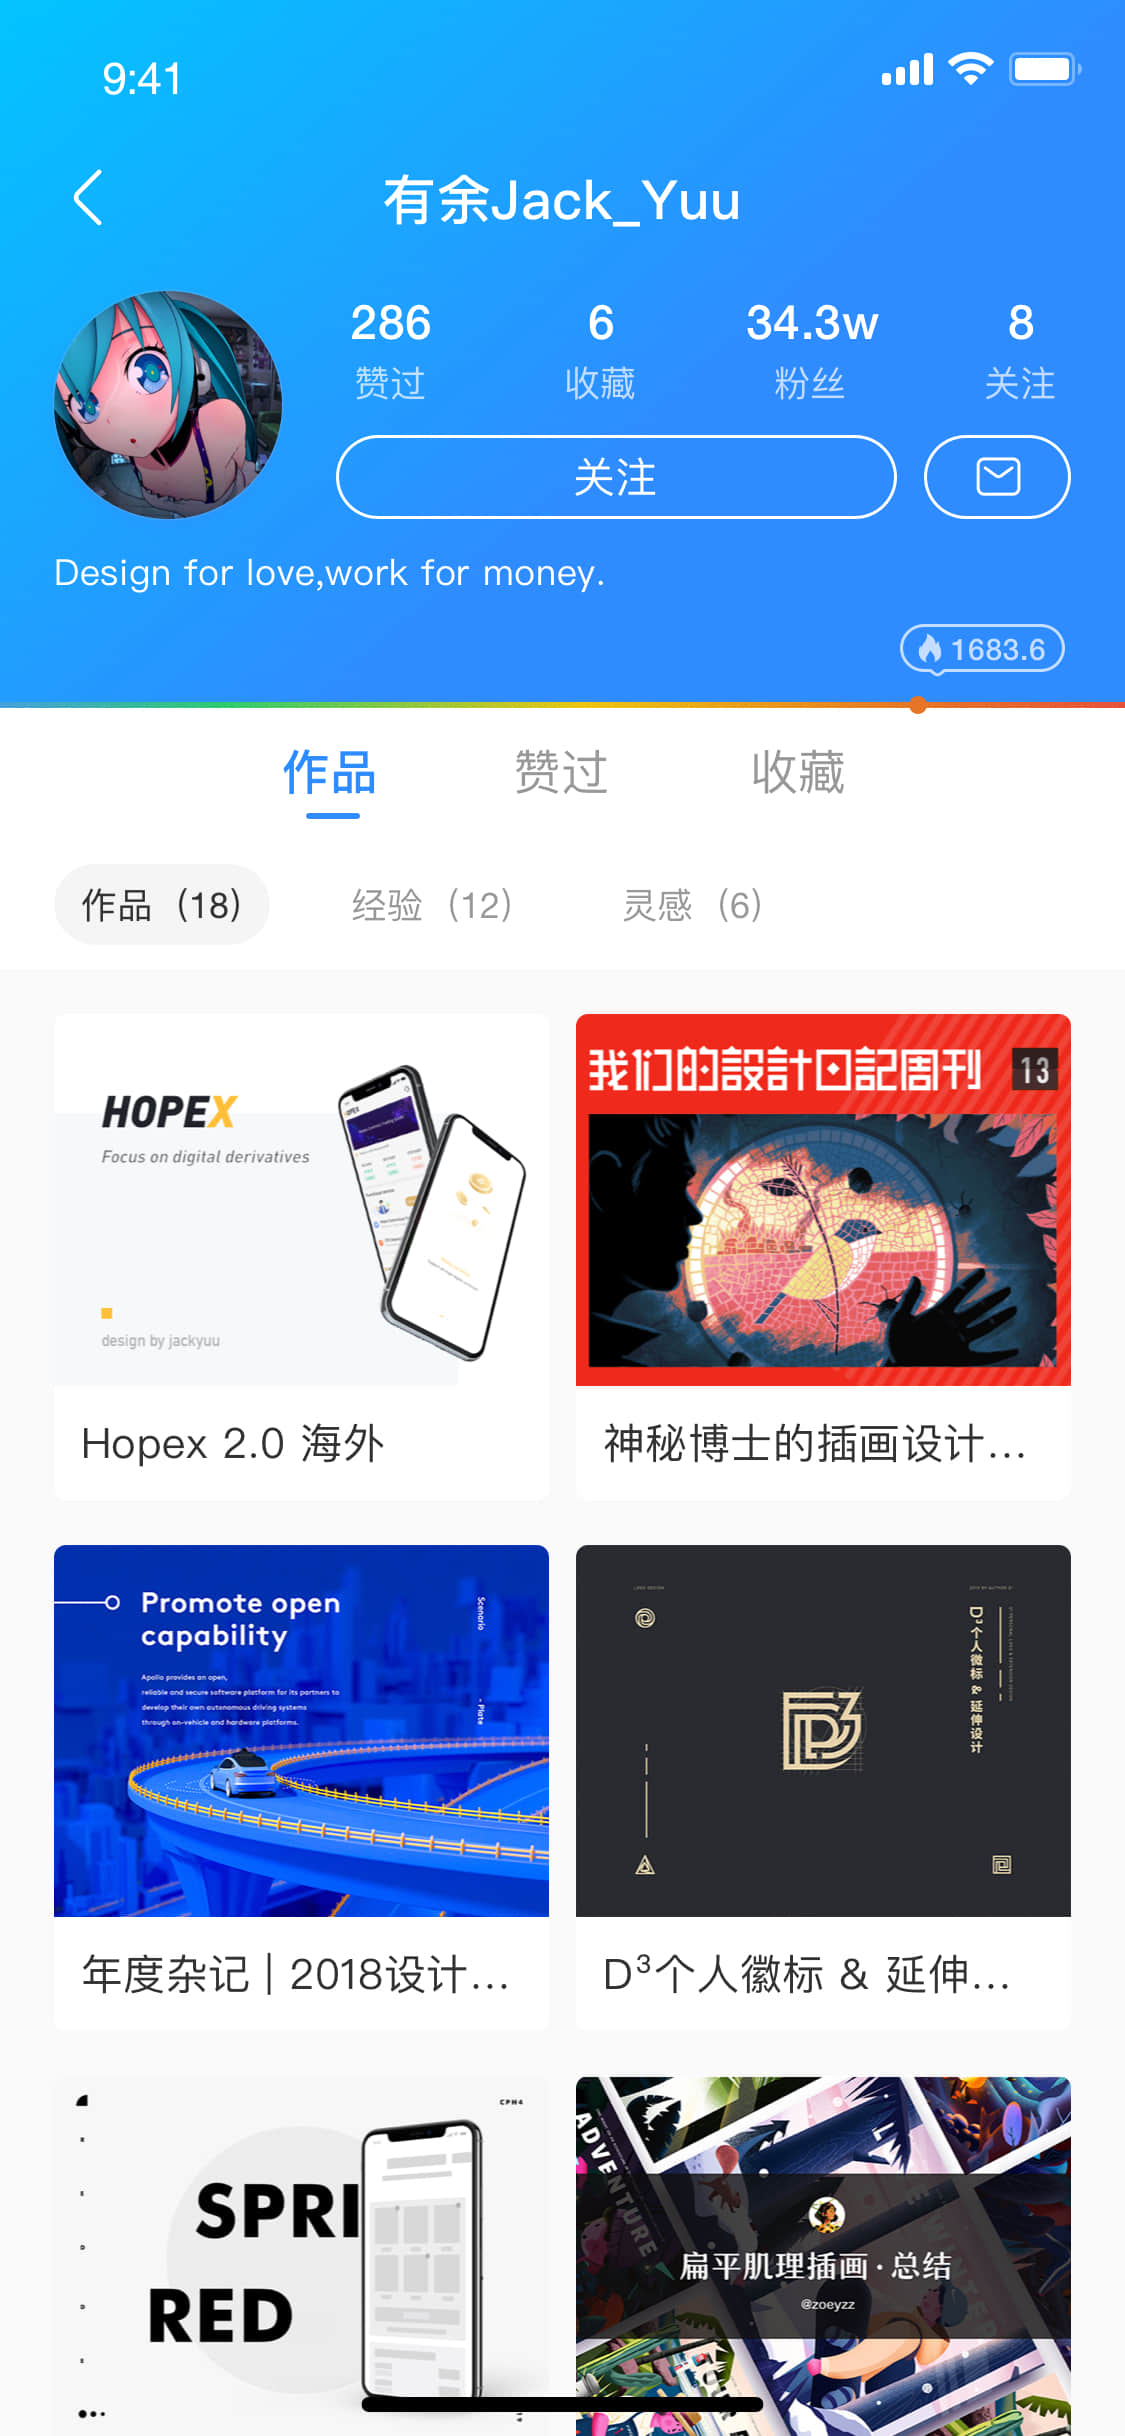 9:41
有余Jack_Yuu
286
6
34.3w
8
赞过
收藏
粉丝
关注
关注
Design for love,work for money.
1683.6
作品
赞过
收藏
作品（18）
经验（12）
灵感（6）
HOPEX
Focus on digital derivatives
design by jackyuu
Hopex 2.0 海外
我们的設計日記周刊
13
神秘博士的插画设计...
Promote open
capability
Apollo provides an open,
reliable and secure software platform for its partners to
develop their own autonomous driving systems
through on-vehicle and hardware platforms.
Scenario
- Plate
年度杂记 | 2018设计...
D³个人徽标 & 延伸设计
D³个人徽标 & 延伸...
CPH4
SPRI
RED
ADVENTURE
扁平肌理插画·总结
@zoeyzz